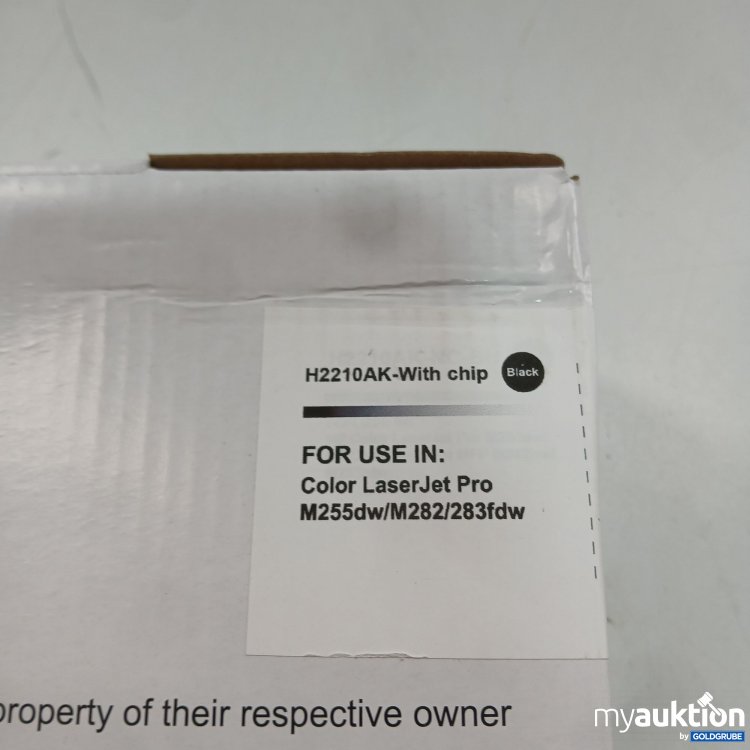 H2210AK-With chip Black
FOR USE IN:
Color LaserJet Pro
M255dw/M282/283fdw
property of their respective owner
myauktion
by GOLDGRUBE